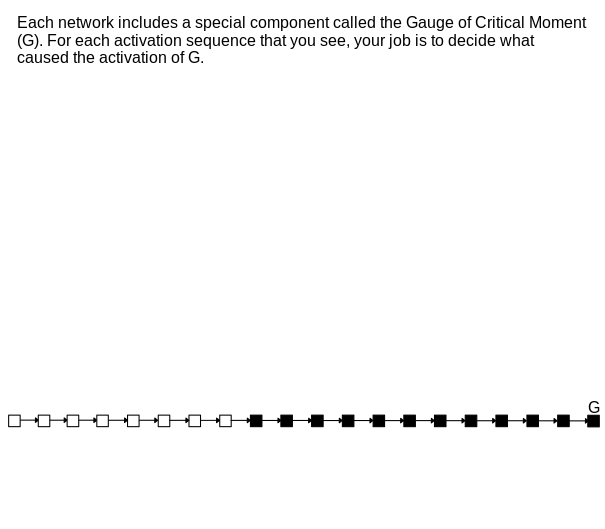 Each network includes a special component called the Gauge of Critical Moment
(G). For each activation sequence that you see, your job is to decide what
caused the activation of G.
G